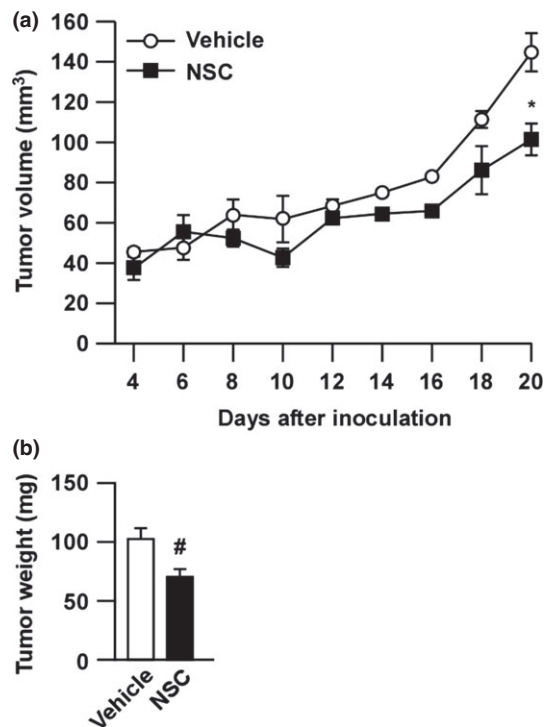 (a)
160
140
120
100
80
60
40
20
0
Tumor volume (mm³)
Vehicle
NSC
*
4 6 8 10 12 14 16 18 20
Days after inoculation
(b)
150
100
50
0
Tumor weight (mg)
#
Vehicle NSC